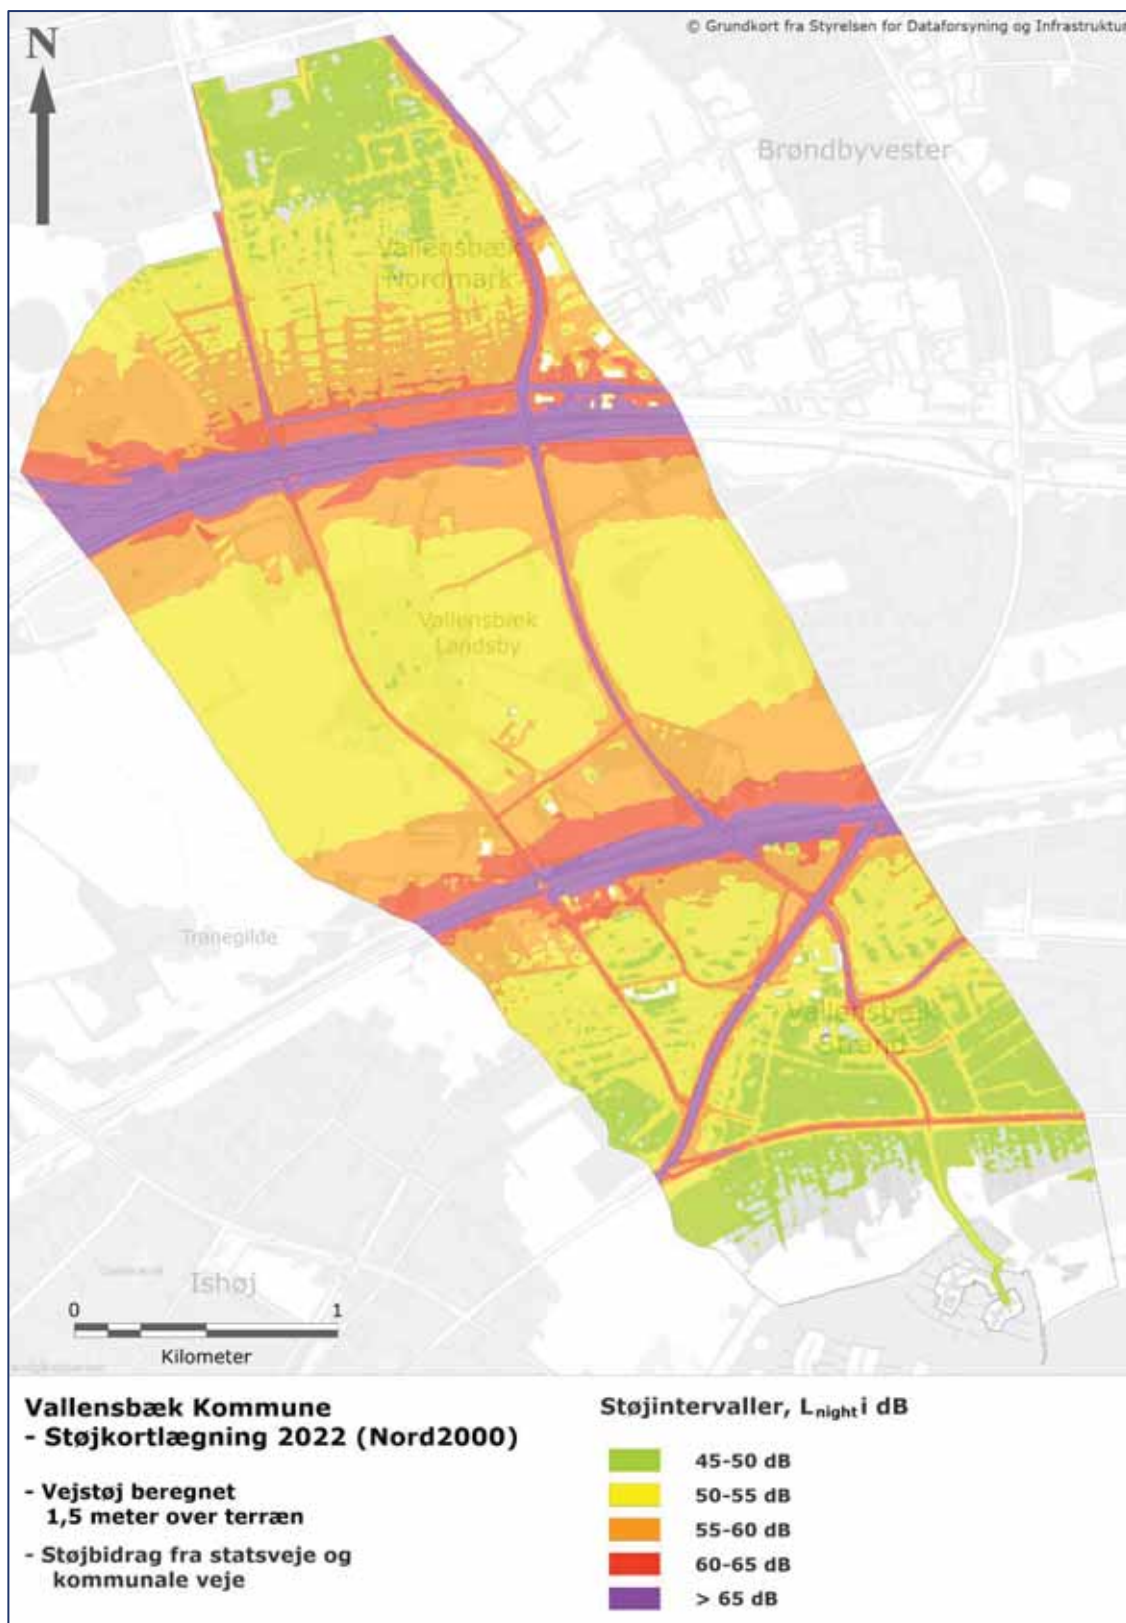 © Grundkort fra Styrelsen for Dataforsyning og Infrastruktur
N
Brøndbyvester
Vallensbæk
Nordmark
Vallensbæk
Landsby
Tranegilde
Vallensbæk
Strand
Ishøj
0 1
Kilometer
Vallensbæk Kommune
- Støjkortlægning 2022 (Nord2000)
- Vejstøj beregnet
1,5 meter over terræn
- Støjbidrag fra statsveje og
kommunale veje
Støjintervaller, Lnight i dB
45-50 dB
50-55 dB
55-60 dB
60-65 dB
> 65 dB